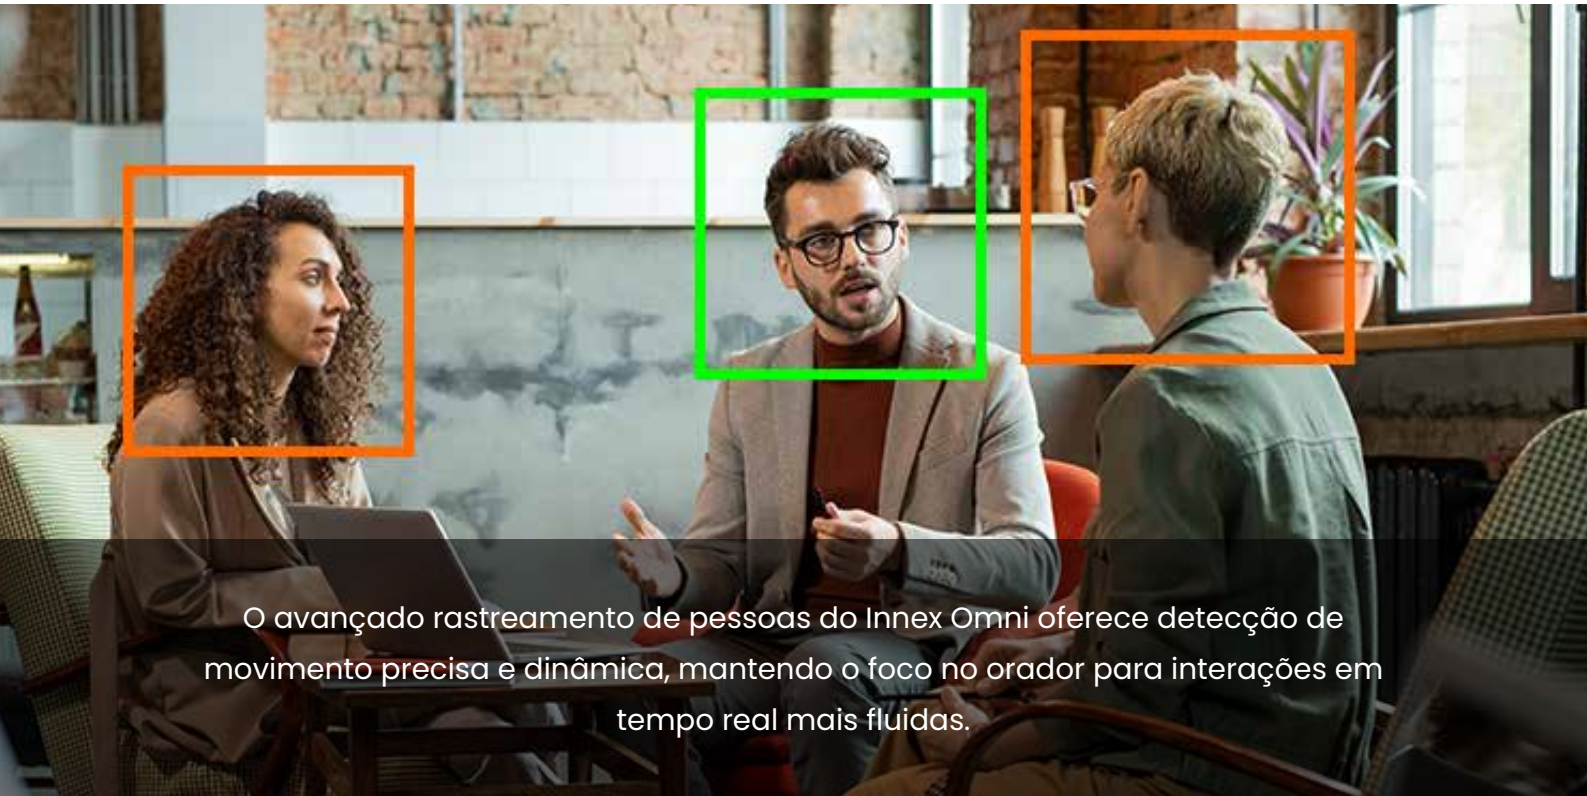 O avançado rastreamento de pessoas do Innex Omni oferece detecção de
movimento precisa e dinâmica, mantendo o foco no orador para interações em
tempo real mais fluidas.